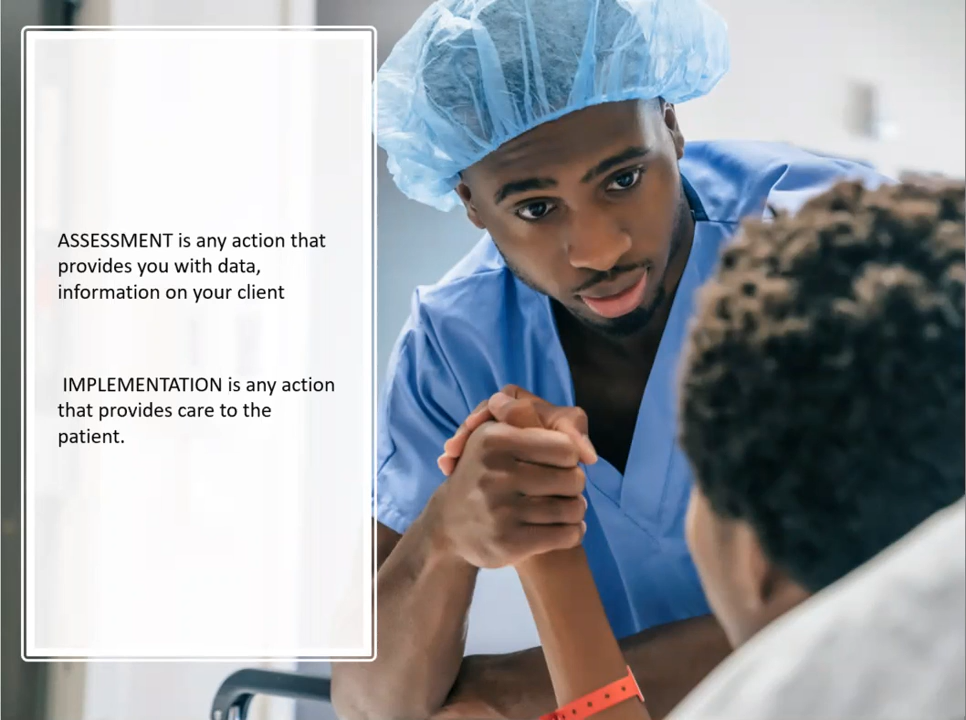 ASSESSMENT is any action that
provides you with data,
information on your client
IMPLEMENTATION is any action
that provides care to the
patient.